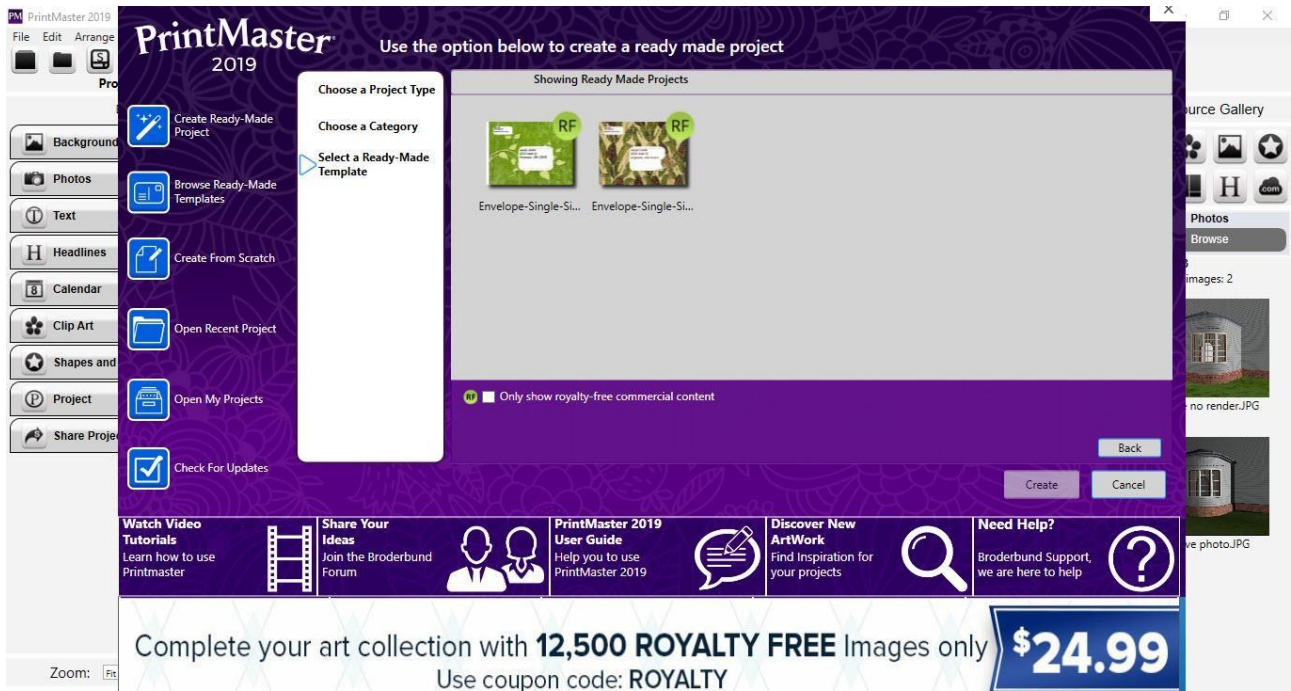 PM PrintMaster 2019
File Edit Arrange
S
Pro
Background
Photos
T Text
H Headlines
8 Calendar
Clip Art
Shapes and
P Project
Share Proje
Zoom: Fit
PrintMaster
2019
Use the option below to create a ready made project
Create Ready-Made
Project
Browse Ready-Made
Templates
Create From Scratch
Open Recent Project
Open My Projects
Check For Updates
Choose a Project Type
Choose a Category
Select a Ready-Made
Template
Showing Ready Made Projects
RF RF
Envelope-Single-Si... Envelope-Single-Si...
RF Only show royalty-free commercial content
Back
Create Cancel
Watch Video
Tutorials
Learn how to use
Printmaster
Share Your
Ideas
Join the Broderbund
Forum
PrintMaster 2019
User Guide
Help you to use
PrintMaster 2019
Discover New
ArtWork
Find Inspiration for
your projects
Need Help?
Broderbund Support,
we are here to help
?
Complete your art collection with 12,500 ROYALTY FREE Images only $24.99
Use coupon code: ROYALTY
urce Gallery
H com
Photos
Browse
images: 2
no render.JPG
ve photo.JPG